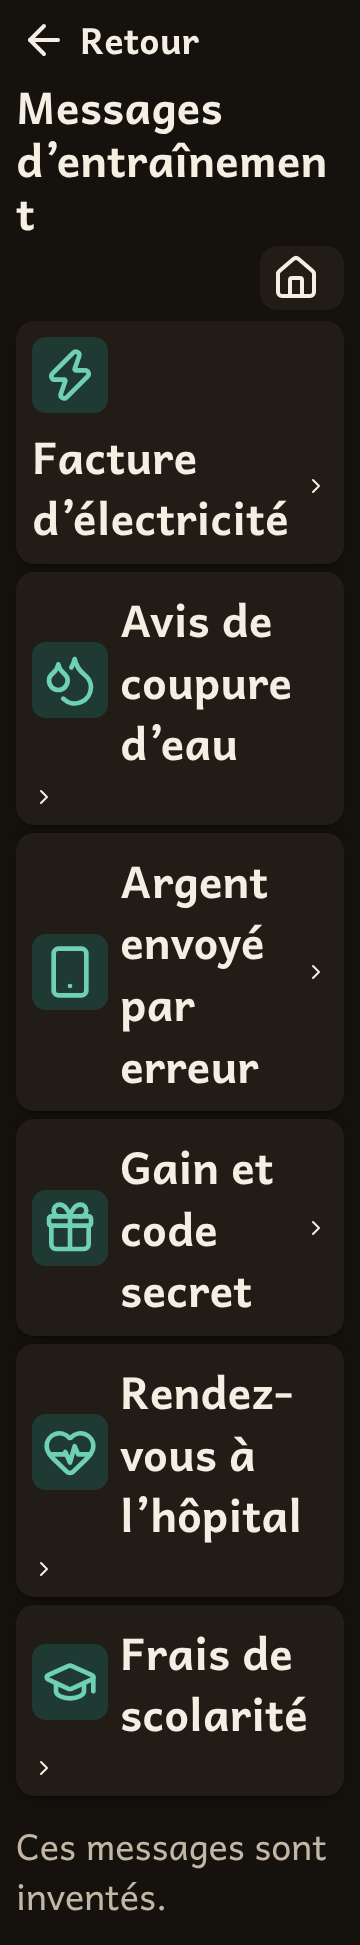 Retour
Messages
d’entraînemen
t
Facture
d’électricité
Avis de
coupure
d’eau
Argent
envoyé
par
erreur
Gain et
code
secret
Rendez-
vous à
l’hôpital
Frais de
scolarité
Ces messages sont
inventés.